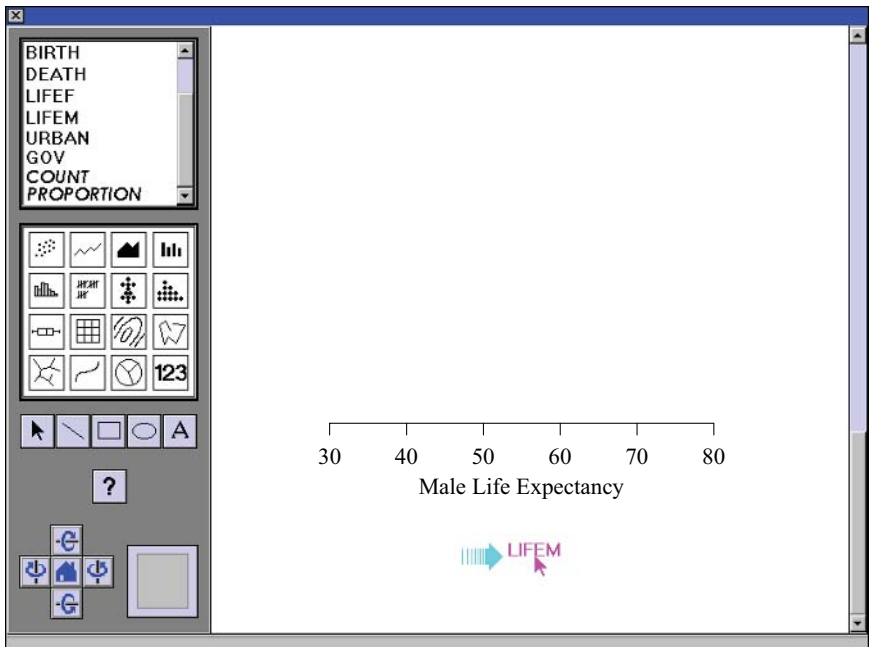 BIRTH
DEATH
LIFEF
LIFEM
URBAN
GOV
COUNT
PROPORTION
123
A
?
30 40 50 60 70 80
Male Life Expectancy
LIFEM